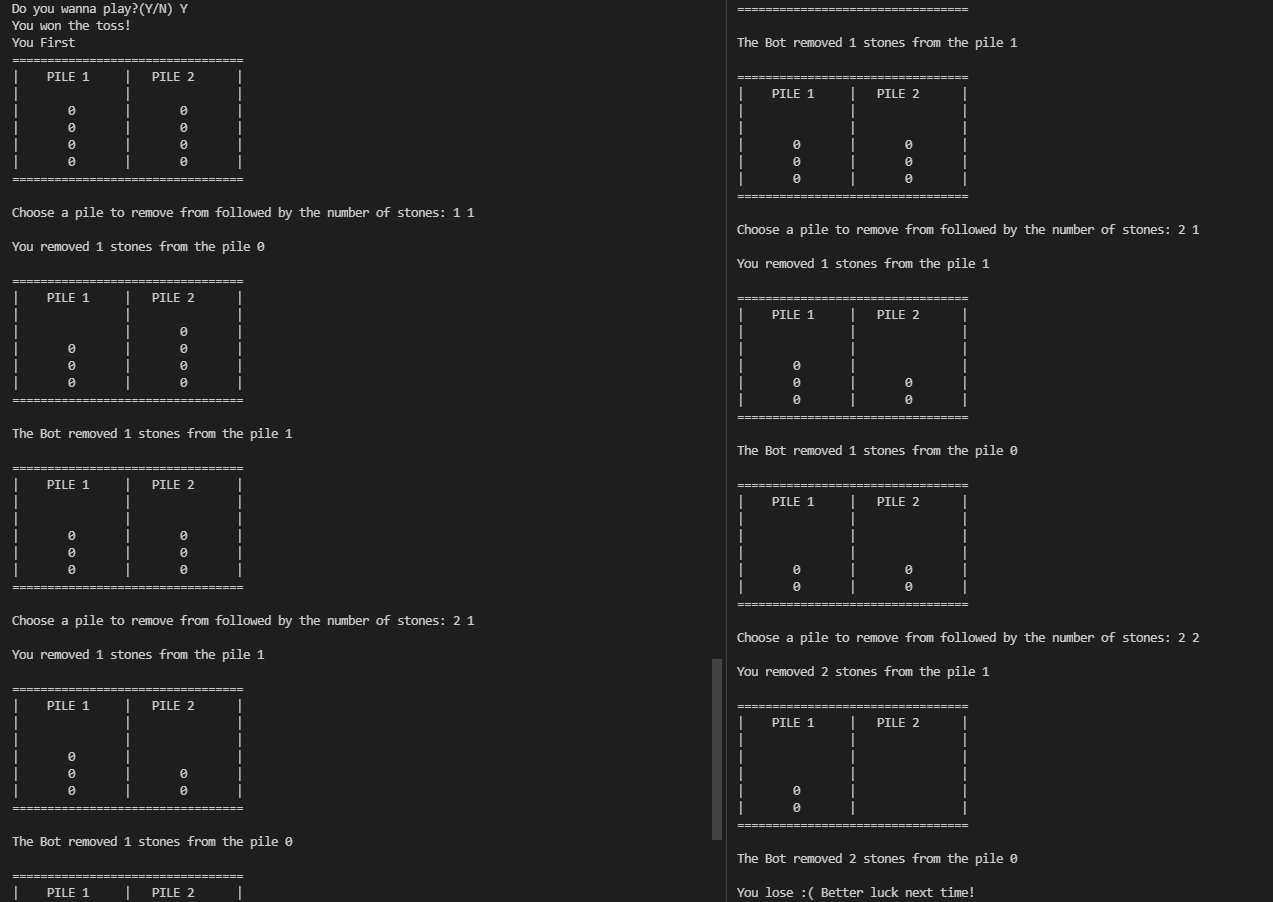 Do you wanna play?(Y/N) Y
You won the toss!
You First
=================================
|    PILE 1     |   PILE 2      |
|               |               |
|       0       |       0       |
|       0       |       0       |
|       0       |       0       |
|       0       |       0       |
=================================
Choose a pile to remove from followed by the number of stones: 1 1
You removed 1 stones from the pile 0
=================================
|    PILE 1     |   PILE 2      |
|               |               |
|               |       0       |
|       0       |       0       |
|       0       |       0       |
|       0       |       0       |
=================================
The Bot removed 1 stones from the pile 1
=================================
|    PILE 1     |   PILE 2      |
|               |               |
|               |               |
|       0       |       0       |
|       0       |       0       |
|       0       |       0       |
=================================
Choose a pile to remove from followed by the number of stones: 2 1
You removed 1 stones from the pile 1
=================================
|    PILE 1     |   PILE 2      |
|               |               |
|               |               |
|       0       |               |
|       0       |       0       |
|       0       |       0       |
=================================
The Bot removed 1 stones from the pile 0
=================================
|    PILE 1     |   PILE 2      |
=================================
The Bot removed 1 stones from the pile 1
=================================
|    PILE 1     |   PILE 2      |
|               |               |
|               |               |
|       0       |       0       |
|       0       |       0       |
|       0       |       0       |
=================================
Choose a pile to remove from followed by the number of stones: 2 1
You removed 1 stones from the pile 1
=================================
|    PILE 1     |   PILE 2      |
|               |               |
|               |               |
|       0       |               |
|       0       |       0       |
|       0       |       0       |
=================================
The Bot removed 1 stones from the pile 0
=================================
|    PILE 1     |   PILE 2      |
|               |               |
|               |               |
|               |               |
|       0       |       0       |
|       0       |       0       |
=================================
Choose a pile to remove from followed by the number of stones: 2 2
You removed 2 stones from the pile 1
=================================
|    PILE 1     |   PILE 2      |
|               |               |
|               |               |
|               |               |
|       0       |               |
|       0       |               |
=================================
The Bot removed 2 stones from the pile 0
You lose :( Better luck next time!